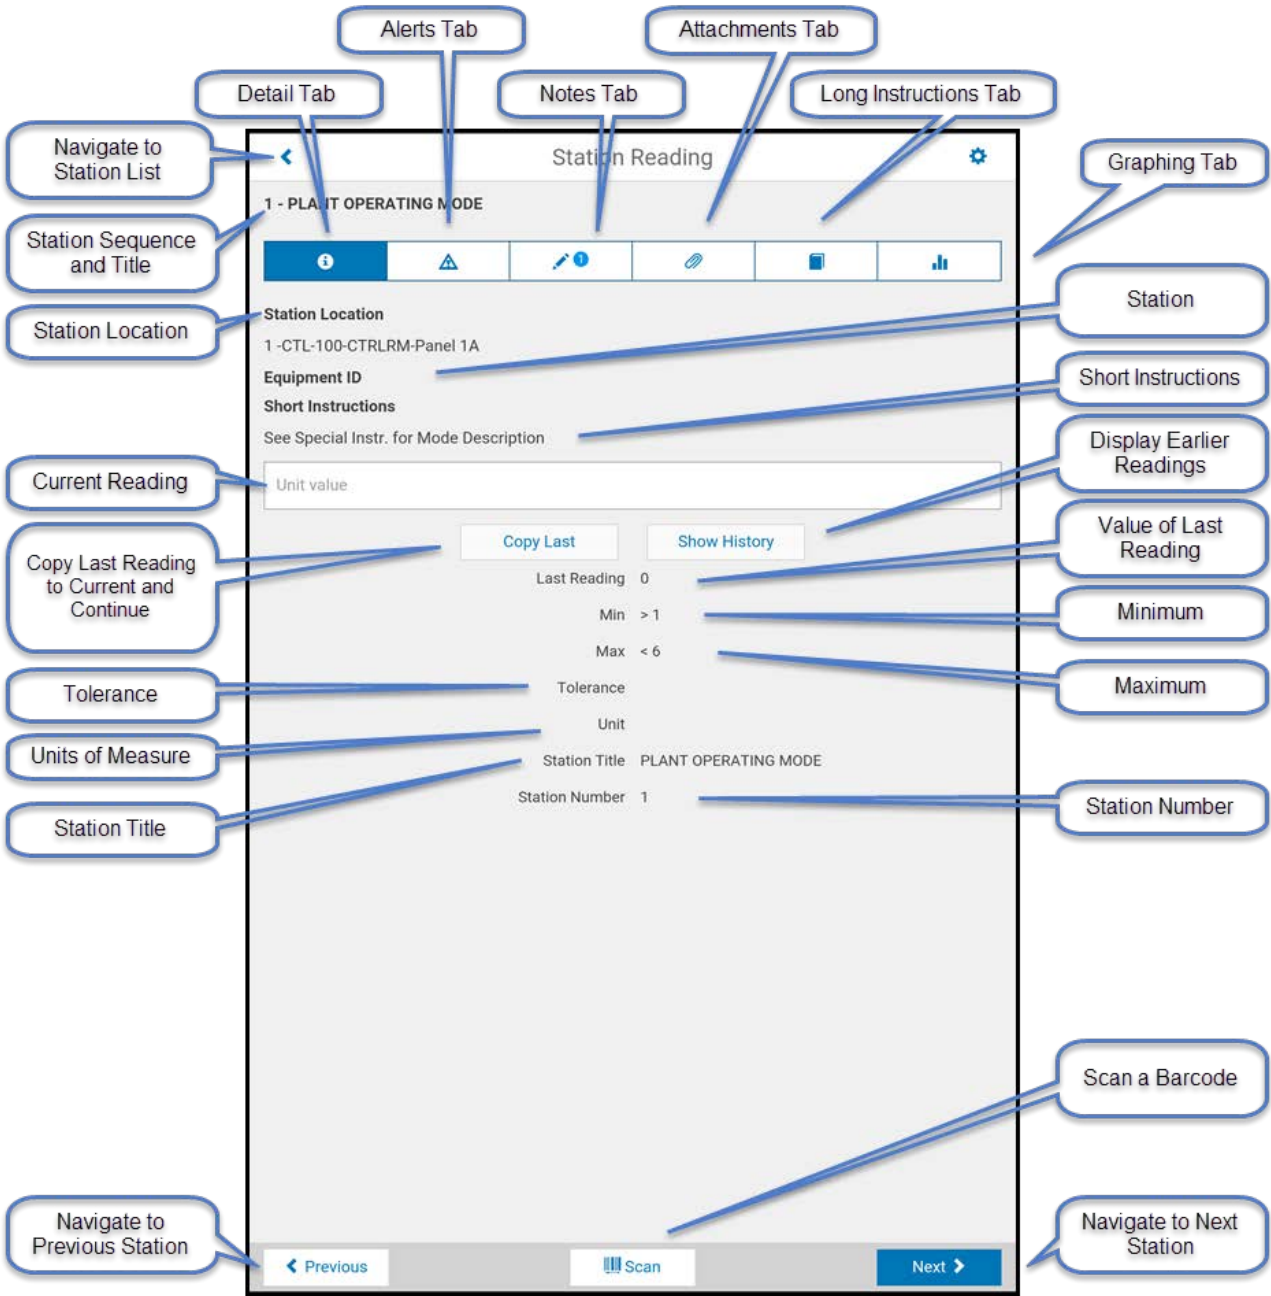 Alerts Tab
Attachments Tab
Detail Tab
Notes Tab
Long Instructions Tab
Navigate to
Station List
Station Reading
Graphing Tab
1 - PLANT OPERATING MODE
Station Sequence
and Title
1
Station Location
Station Location
Station
1 -CTL-100-CTRLRM-Panel 1A
Equipment ID
Short Instructions
Short Instructions
See Special Instr. for Mode Description
Display Earlier
Readings
Current Reading
Unit value
Copy Last
Show History
Value of Last
Reading
Copy Last Reading
to Current and
Continue
Last Reading 0
Min > 1
Minimum
Max < 6
Maximum
Tolerance
Tolerance
Unit
Units of Measure
Station Title PLANT OPERATING MODE
Station Number 1
Station Number
Station Title
Scan a Barcode
Navigate to
Previous Station
Navigate to Next
Station
Previous
Scan
Next